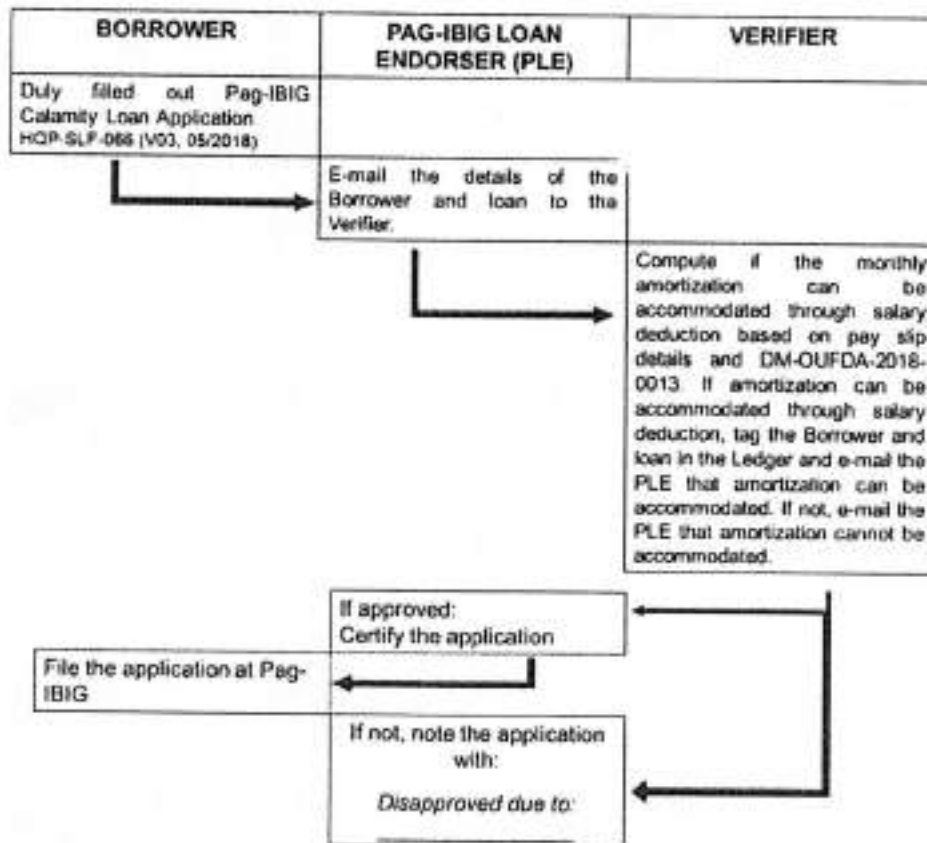 BORROWER
PAG-IBIG LOAN
ENDORSER (PLE)
VERIFIER
Duly filled out Pag-IBIG
Calamity Loan Application
HQP-SLF-066 (V03, 05/2018)
E-mail the details of the
Borrower and loan to the
Verifier.
Compute if the monthly
amortization can be
accommodated through salary
deduction based on pay slip
details and DM-OUFDA-2018-
0013. If amortization can be
accommodated through salary
deduction, tag the Borrower and
loan in the Ledger and e-mail the
PLE that amortization can be
accommodated. If not, e-mail the
PLE that amortization cannot be
accommodated.
If approved:
Certify the application
File the application at Pag-
IBIG
If not, note the application
with:
Disapproved due to: